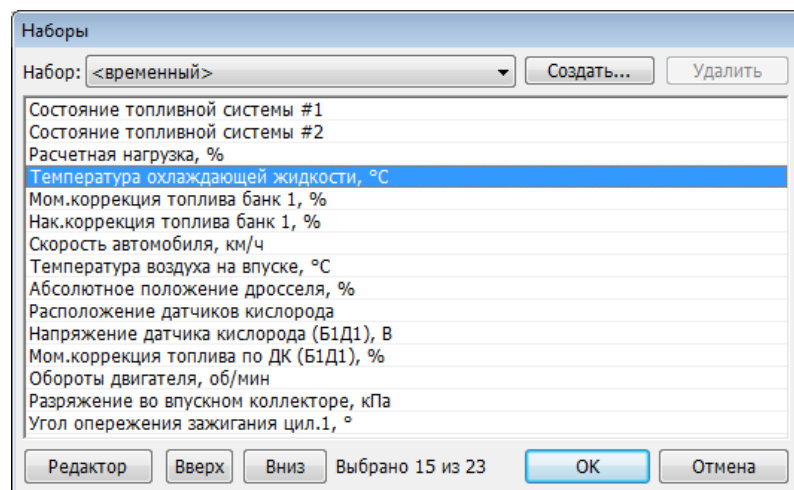 Наборы
Набор: <временный> Создать... Удалить
Состояние топливной системы #1
Состояние топливной системы #2
Расчетная нагрузка, %
Температура охлаждающей жидкости, °C
Мом.коррекция топлива банк 1, %
Нак.коррекция топлива банк 1, %
Скорость автомобиля, км/ч
Температура воздуха на впуске, °C
Абсолютное положение дросселя, %
Расположение датчиков кислорода
Напряжение датчика кислорода (Б1Д1), В
Мом.коррекция топлива по ДК (Б1Д1), %
Обороты двигателя, об/мин
Разряжение во впускном коллекторе, кПа
Угол опережения зажигания цил.1, °
Редактор Вверх Вниз Выбрано 15 из 23 OK Отмена